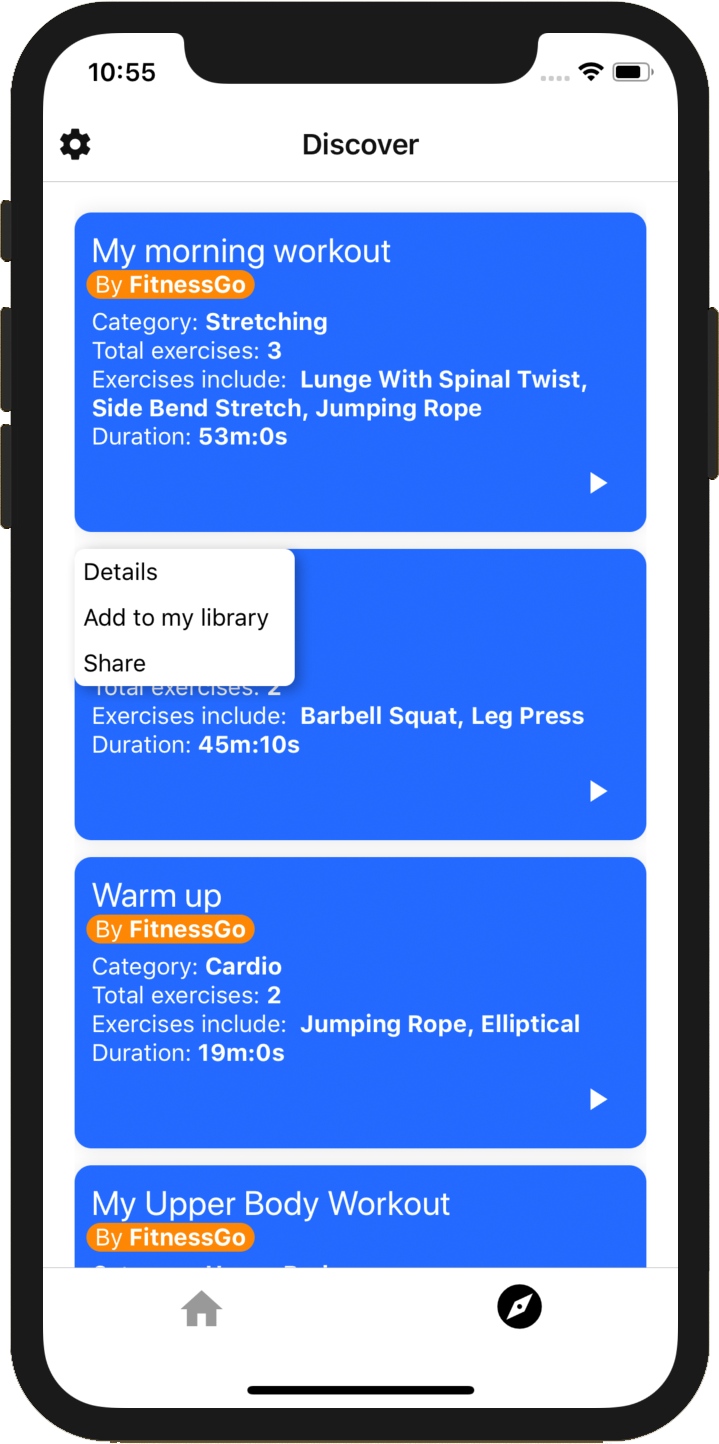 10:55
Discover
My morning workout
By FitnessGo
Category: Stretching
Total exercises: 3
Exercises include: Lunge With Spinal Twist,
Side Bend Stretch, Jumping Rope
Duration: 53m:0s
Details
Add to my library
Share
Total exercises: 2
Exercises include: Barbell Squat, Leg Press
Duration: 45m:10s
Warm up
By FitnessGo
Category: Cardio
Total exercises: 2
Exercises include: Jumping Rope, Elliptical
Duration: 19m:0s
My Upper Body Workout
By FitnessGo